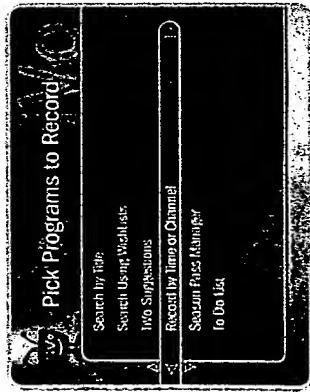 Pick Programs to Record
Search by Title
Search Using WishLists
TiVo Suggestions
Record by Time or Channel
Season Pass Manager
To Do List